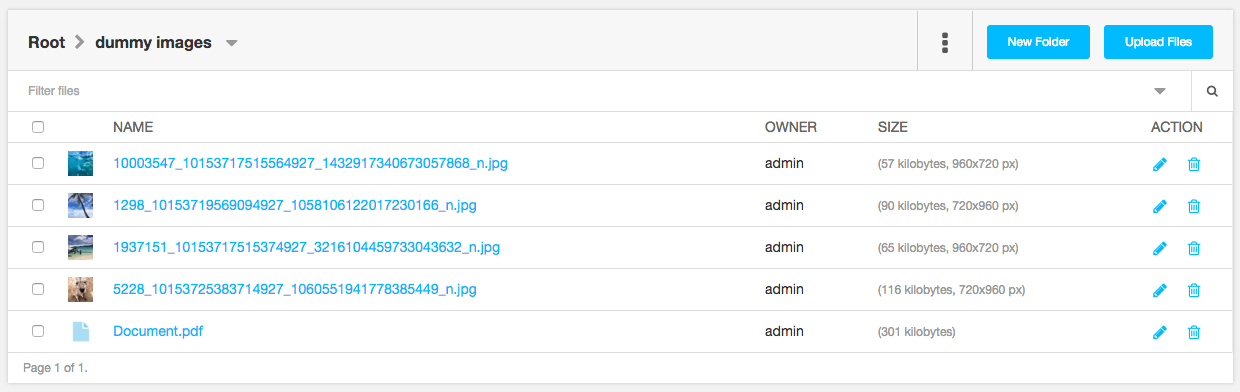 Root dummy images New Folder Upload Files
Filter files
NAME OWNER SIZE ACTION
10003547_10153717515564927_1432917340673057868_n.jpg admin (57 kilobytes, 960x720 px)
1298_10153719569094927_1058106122017230166_n.jpg admin (90 kilobytes, 720x960 px)
1937151_10153717515374927_3216104459733043632_n.jpg admin (65 kilobytes, 960x720 px)
5228_10153725383714927_1060551941778385449_n.jpg admin (116 kilobytes, 720x960 px)
Document.pdf admin (301 kilobytes)
Page 1 of 1.